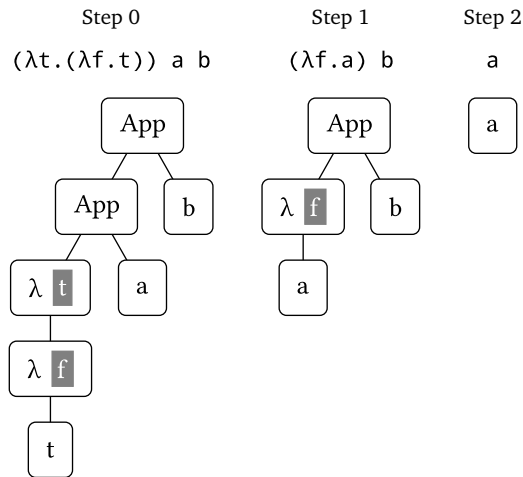 Step 0 Step 1 Step 2
(λt.(λf.t)) a b (λf.a) b a
App App a
App b λ f b
λ t a a
λ f
t